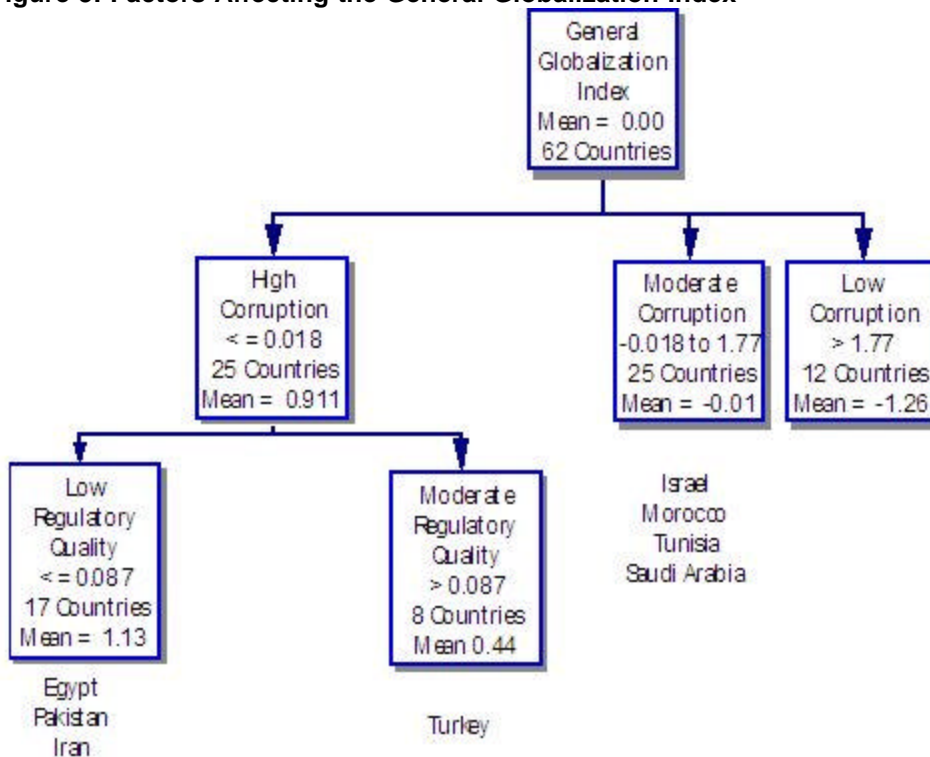 Figure 3: Factors Affecting the General Globalization Index
General
Globalization
Index
Mean = 0.00
62 Countries
Hgh
Corruption
< = 0.018
25 Countries
Mean = 0.911
Moderate
Corruption
-0.018 to 1.77
25 Countries
Mean = -0.01
Low
Corruption
> 1.77
12 Countries
Mean = -1.26
Low
Regulatory
Quality
< = 0.087
17 Countries
Mean = 1.13
Moderate
Regulatory
Quality
> 0.087
8 Countries
Mean 0.44
Israel
Morocco
Tunisia
Saudi Arabia
Egypt
Pakistan
Iran
Turkey